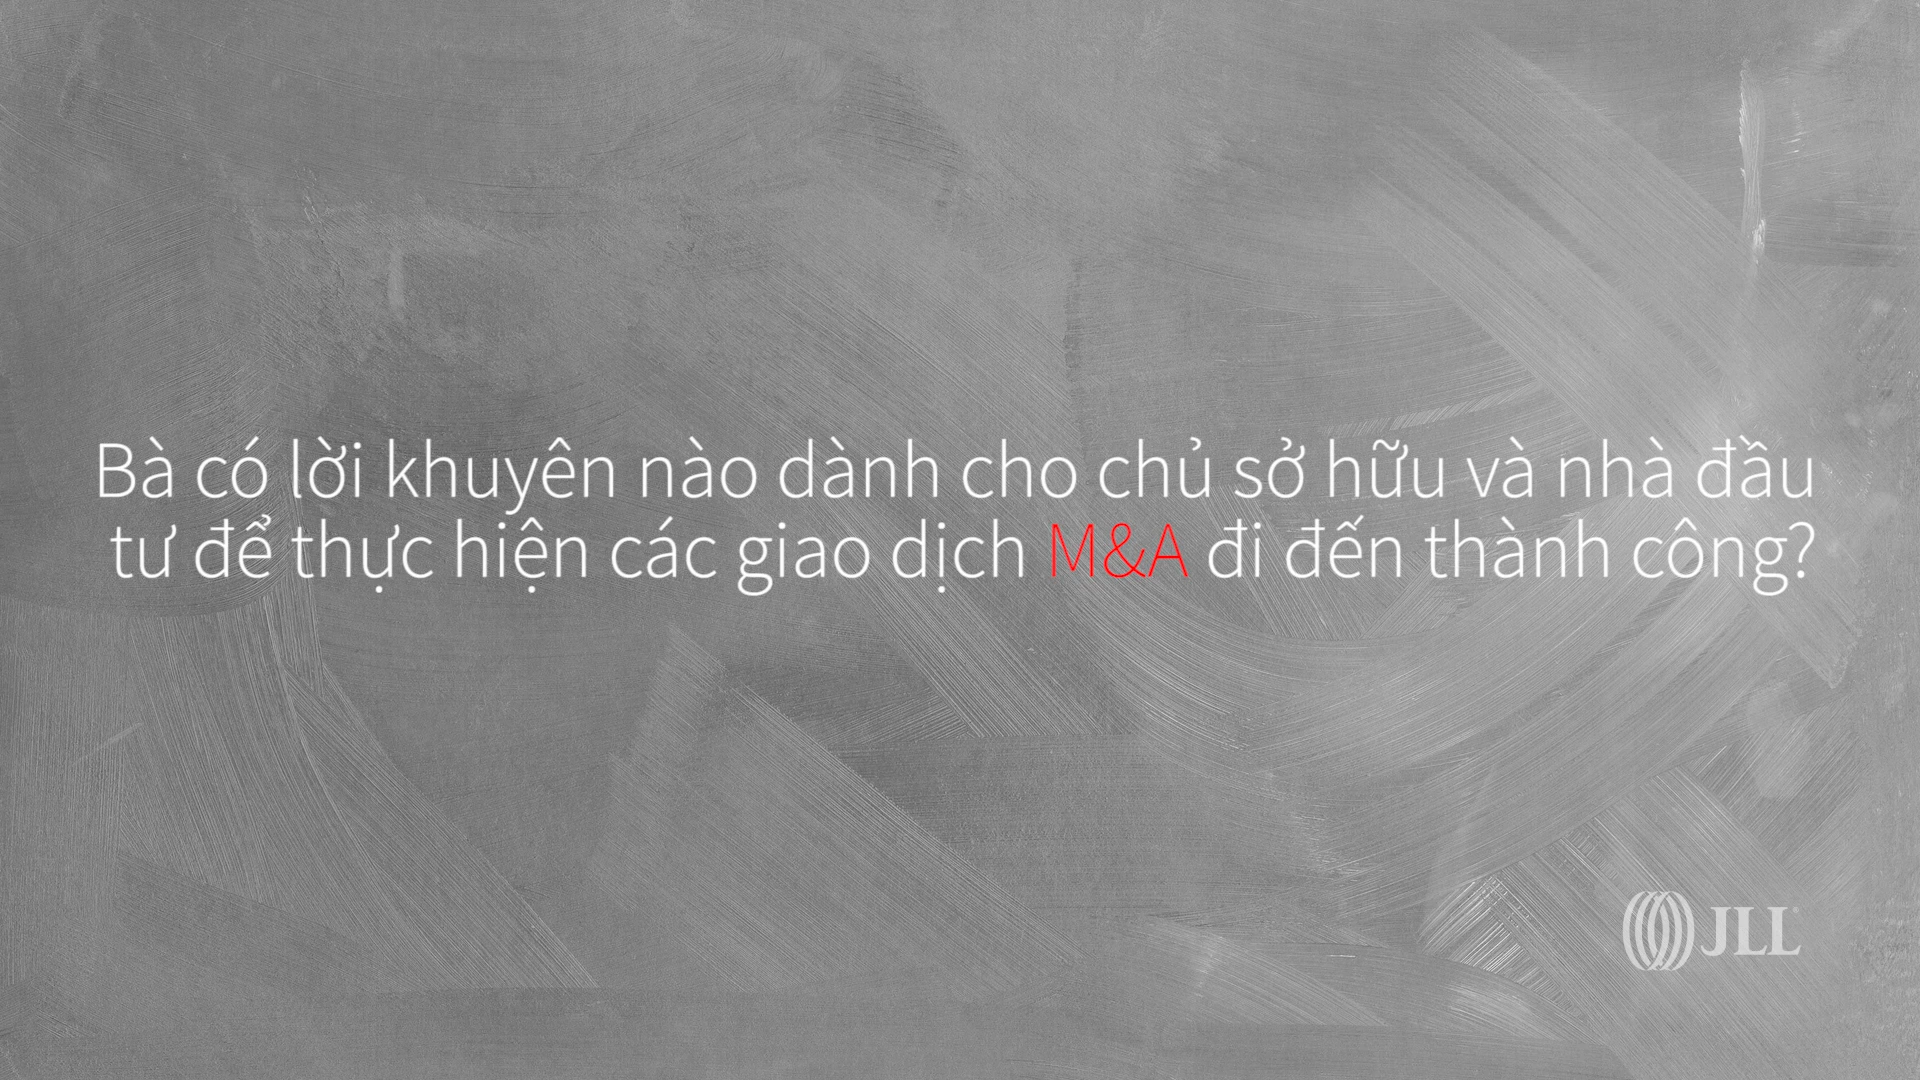 Bà có lời khuyên nào dành cho chủ sở hữu và nhà đầu
tư để thực hiện các giao dịch M&A đi đến thành công?
JLL